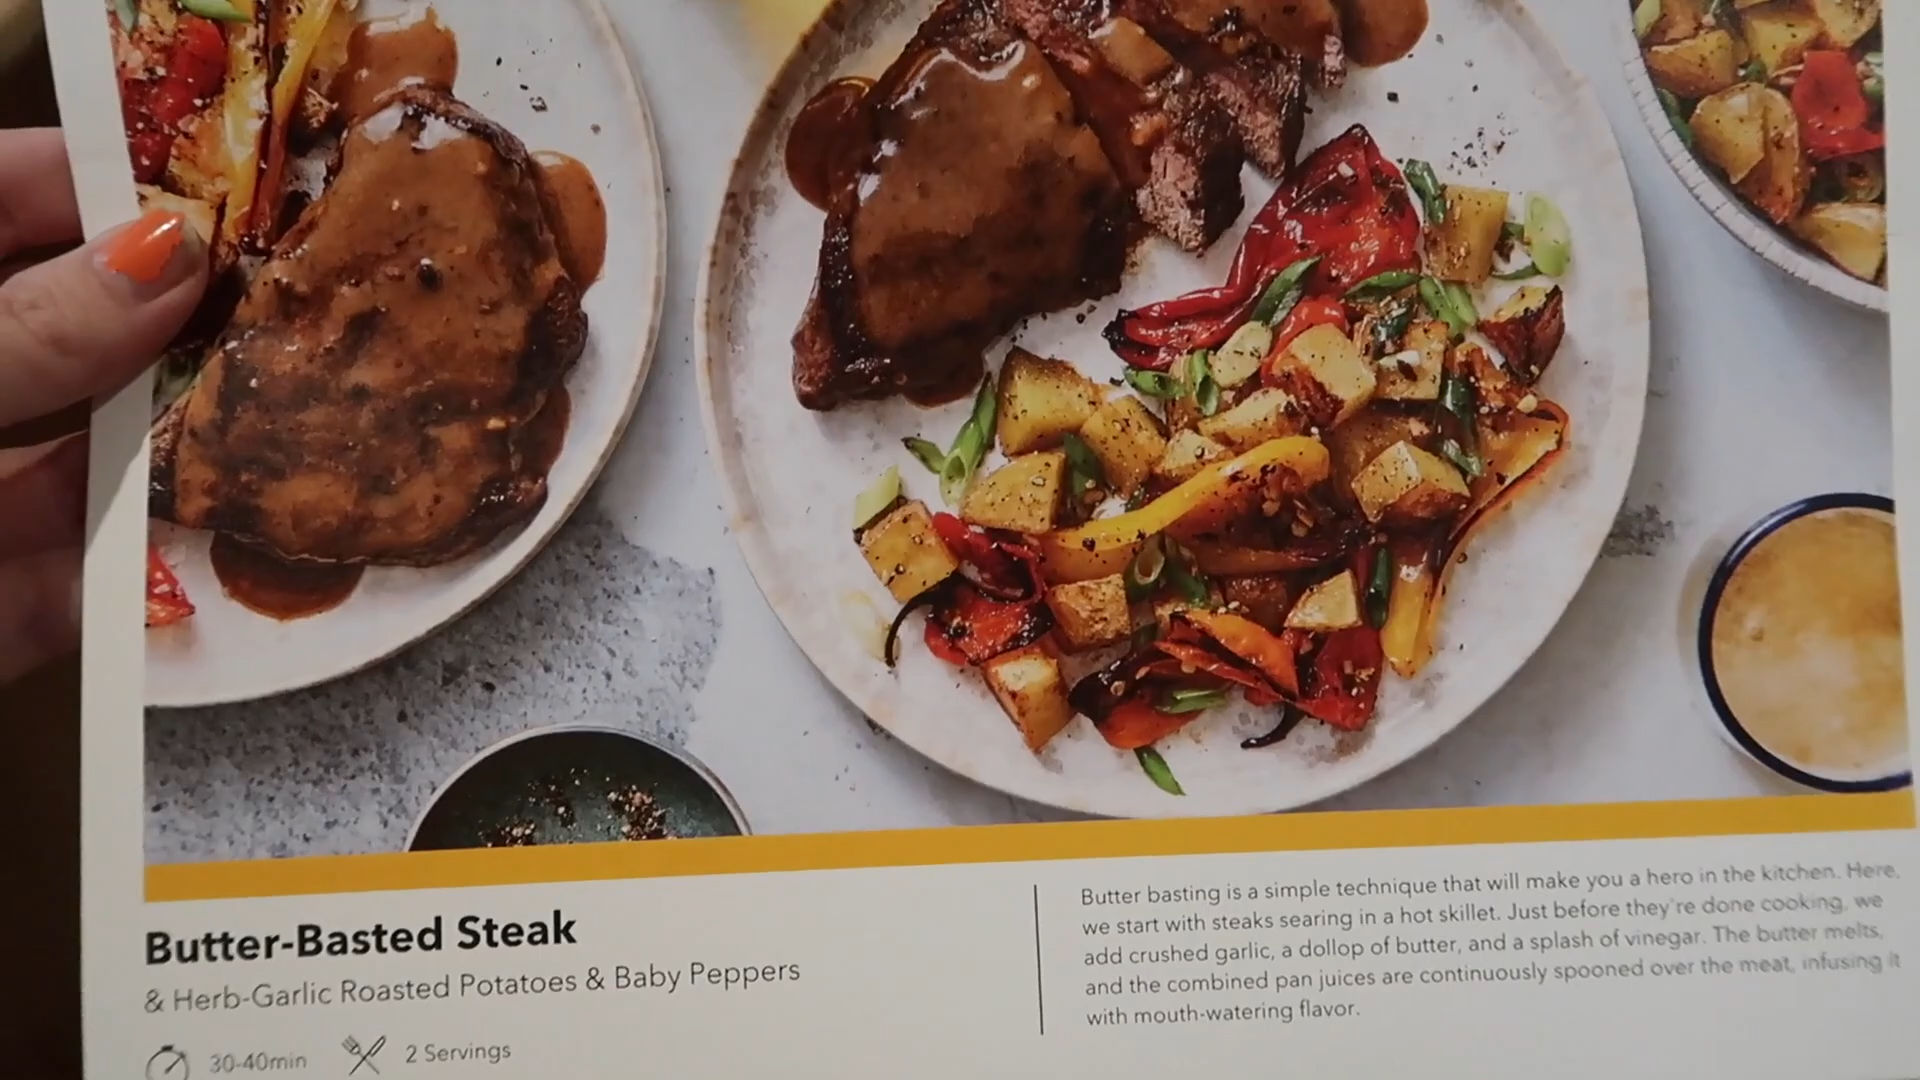 Butter-Basted Steak
& Herb-Garlic Roasted Potatoes & Baby Peppers
30-40min
2 Servings
Butter basting is a simple technique that will make you a hero in the kitchen. Here,
we start with steaks searing in a hot skillet. Just before they're done cooking, we
add crushed garlic, a dollop of butter, and a splash of vinegar. The butter melts,
and the combined pan juices are continuously spooned over the meat, infusing it
with mouth-watering flavor.